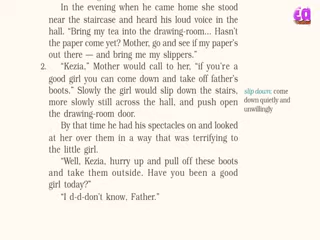 In the evening when he came home she stood
near the staircase and heard his loud voice in the
hall. “Bring my tea into the drawing-room... Hasn't
the paper come yet? Mother, go and see if my paper's
out there — and bring me my slippers.”
2. “Kezia,” Mother would call to her, “if you're a
good girl you can come down and take off father's
boots.” Slowly the girl would slip down the stairs,
more slowly still across the hall, and push open
the drawing-room door.
slip down: come
down quietly and
unwillingly
By that time he had his spectacles on and looked
at her over them in a way that was terrifying to
the little girl.
“Well, Kezia, hurry up and pull off these boots
and take them outside. Have you been a good
girl today?”
“I d-d-don't know, Father.”